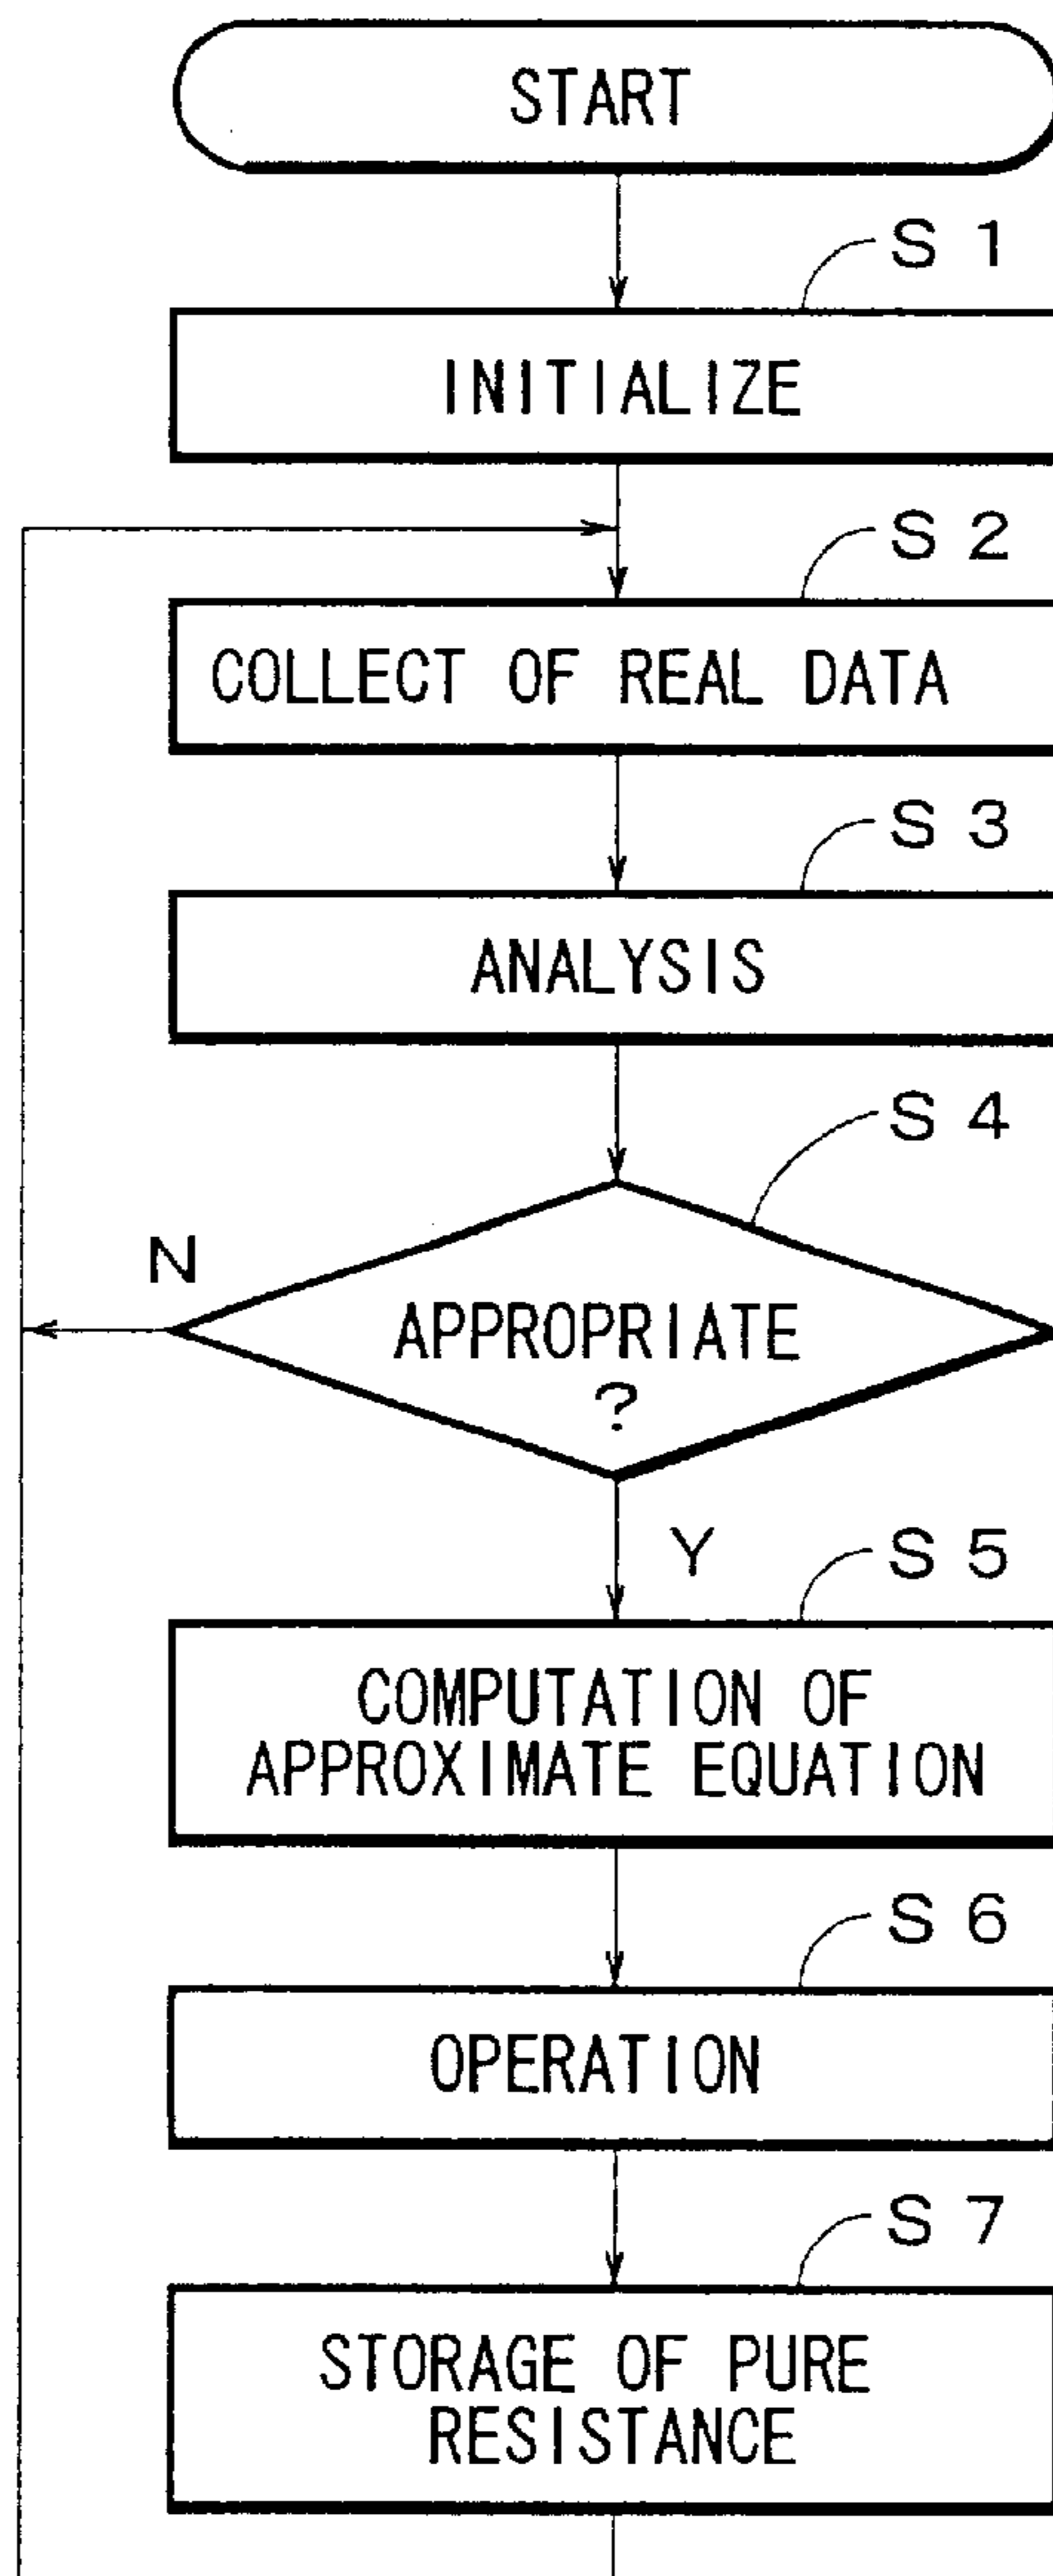 START
S 1
INITIALIZE
S 2
COLLECT OF REAL DATA
S 3
ANALYSIS
S 4
N
APPROPRIATE
?
Y
S 5
COMPUTATION OF
APPROXIMATE EQUATION
S 6
OPERATION
S 7
STORAGE OF PURE
RESISTANCE